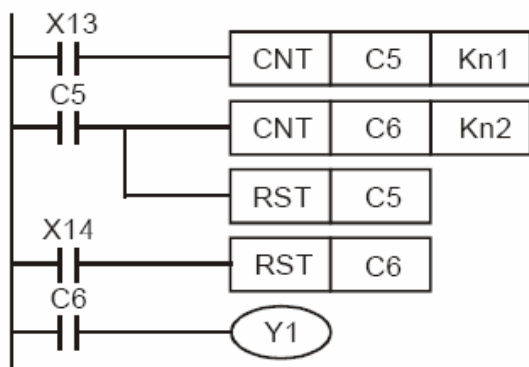 X13
CNT C5 Kn1
C5
CNT C6 Kn2
RST C5
X14
RST C6
C6
Y1